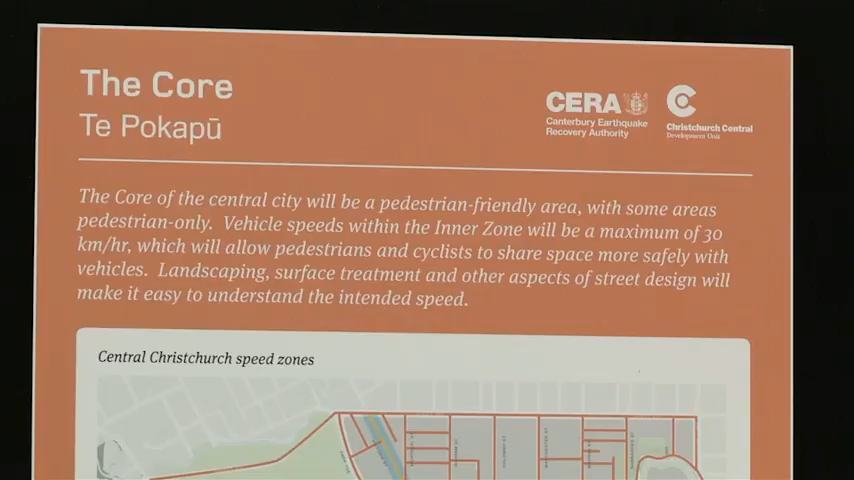 The Core
Te Pokapū
CERA
Canterbury Earthquake
Recovery Authority
Christchurch Central
Development Unit
The Core of the central city will be a pedestrian-friendly area, with some areas
pedestrian-only. Vehicle speeds within the Inner Zone will be a maximum of 30
km/hr, which will allow pedestrians and cyclists to share space more safely with
vehicles. Landscaping, surface treatment and other aspects of street design will
make it easy to understand the intended speed.
Central Christchurch speed zones